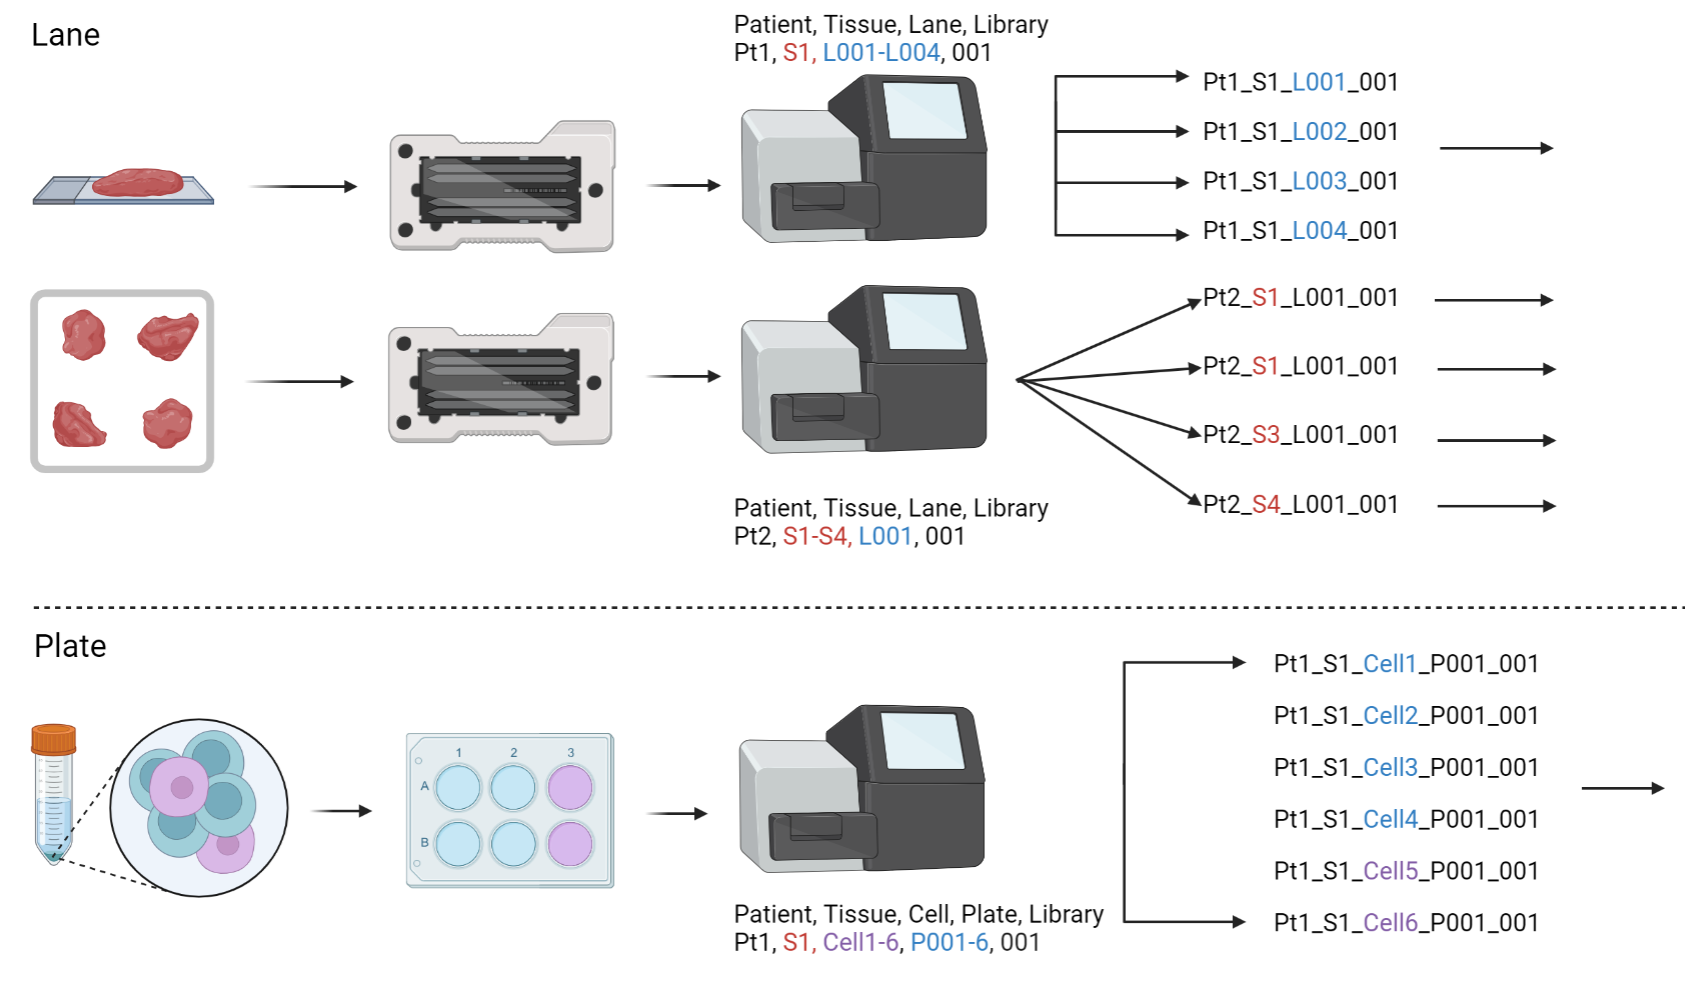 Lane
Patient, Tissue, Lane, Library
Pt1, S1, L001-L004, 001
Pt1_S1_L001_001
Pt1_S1_L002_001
Pt1_S1_L003_001
Pt1_S1_L004_001
Pt2_S1_L001_001
Pt2_S1_L001_001
Pt2_S3_L001_001
Pt2_S4_L001_001
Patient, Tissue, Lane, Library
Pt2, S1-S4, L001, 001
Plate
1 2 3
A
B
Patient, Tissue, Cell, Plate, Library
Pt1, S1, Cell1-6, P001-6, 001
Pt1_S1_Cell1_P001_001
Pt1_S1_Cell2_P001_001
Pt1_S1_Cell3_P001_001
Pt1_S1_Cell4_P001_001
Pt1_S1_Cell5_P001_001
Pt1_S1_Cell6_P001_001